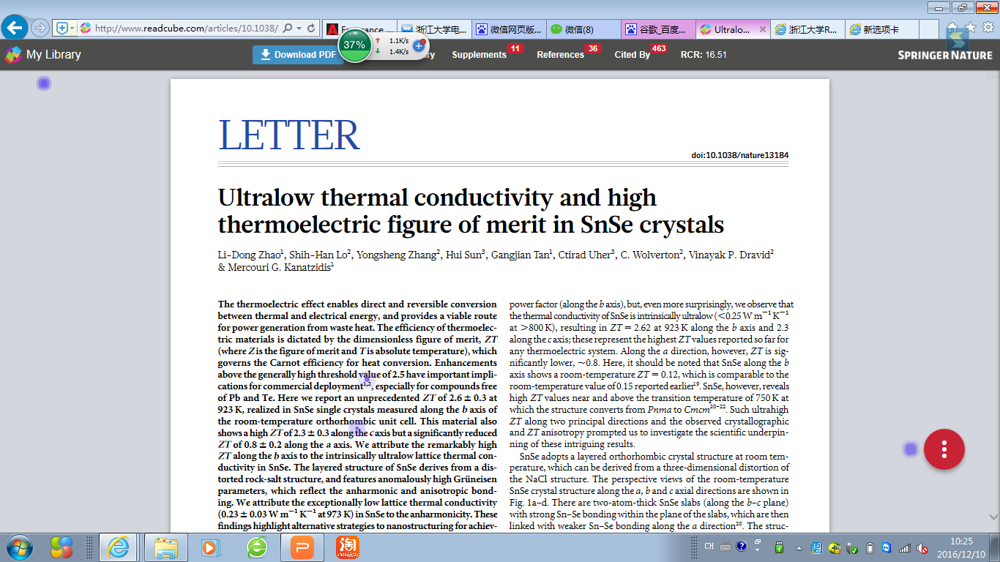 http://www.readcube.com/articles/10.1038/
浙江大学电...
微信网页版...
微信(8)
谷歌_百度...
Ultralo...
浙江大学R...
新选项卡
My Library
Download PDF
37%
1.1K/s
1.4K/s
Supplements 11
References 36
Cited By 463
RCR: 16.51
SPRINGER NATURE
LETTER
doi:10.1038/nature13184
Ultralow thermal conductivity and high
thermoelectric figure of merit in SnSe crystals
Li-Dong Zhao¹, Shih-Han Lo², Yongsheng Zhang², Hui Sun³, Gangjian Tan¹, Ctirad Uher³, C. Wolverton², Vinayak P. Dravid²
& Mercouri G. Kanatzidis¹
The thermoelectric effect enables direct and reversible conversion
between thermal and electrical energy, and provides a viable route
for power generation from waste heat. The efficiency of thermoelec-
tric materials is dictated by the dimensionless figure of merit, ZT
(where Z is the figure of merit and T is absolute temperature), which
governs the Carnot efficiency for heat conversion. Enhancements
above the generally high threshold value of 2.5 have important impli-
cations for commercial deployment¹,², especially for compounds free
of Pb and Te. Here we report an unprecedented ZT of 2.6 ± 0.3 at
923 K, realized in SnSe single crystals measured along the b axis of
the room-temperature orthorhombic unit cell. This material also
shows a high ZT of 2.3 ± 0.3 along the c axis but a significantly reduced
ZT of 0.8 ± 0.2 along the a axis. We attribute the remarkably high
ZT along the b axis to the intrinsically ultralow lattice thermal con-
ductivity in SnSe. The layered structure of SnSe derives from a dis-
torted rock-salt structure, and features anomalously high Grüneisen
parameters, which reflect the anharmonic and anisotropic bond-
ing. We attribute the exceptionally low lattice thermal conductivity
(0.23 ± 0.03 W m⁻¹ K⁻¹ at 973 K) in SnSe to the anharmonicity. These
findings highlight alternative strategies to nanostructuring for achiev-
power factor (along the b axis), but, even more surprisingly, we observe that
the thermal conductivity of SnSe is intrinsically ultralow (<0.25 W m⁻¹ K⁻¹
at >800 K), resulting in ZT = 2.62 at 923 K along the b axis and 2.3
along the c axis; these represent the highest ZT values reported so far for
any thermoelectric system. Along the a direction, however, ZT is sig-
nificantly lower, ~0.8. Here, it should be noted that SnSe along the b
axis shows a room-temperature ZT = 0.12, which is comparable to the
room-temperature value of 0.15 reported earlier¹⁹. SnSe, however, reveals
high ZT values near and above the transition temperature of 750 K at
which the structure converts from Pnma to Cmcm²⁰⁻²². Such ultrahigh
ZT along two principal directions and the observed crystallographic
and ZT anisotropy prompted us to investigate the scientific underpin-
ning of these intriguing results.
SnSe adopts a layered orthorhombic crystal structure at room tem-
perature, which can be derived from a three-dimensional distortion of
the NaCl structure. The perspective views of the room-temperature
SnSe crystal structure along the a, b and c axial directions are shown in
Fig. 1a–d. There are two-atom-thick SnSe slabs (along the b–c plane)
with strong Sn–Se bonding within the plane of the slabs, which are then
linked with weaker Sn–Se bonding along the a direction²⁰. The struc-
淘
CH
10:25
2016/12/10